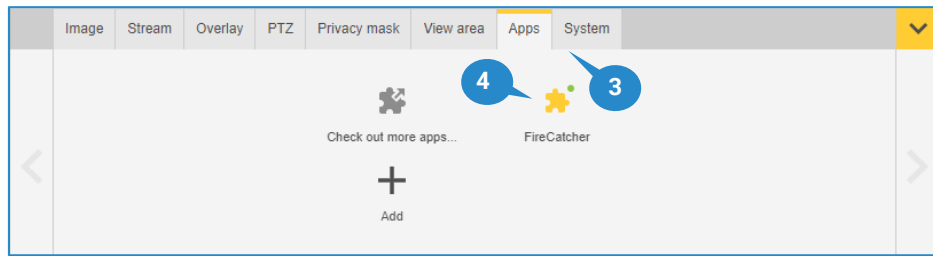 Image Stream Overlay PTZ Privacy mask View area Apps System
4
3
Check out more apps...
FireCatcher
Add